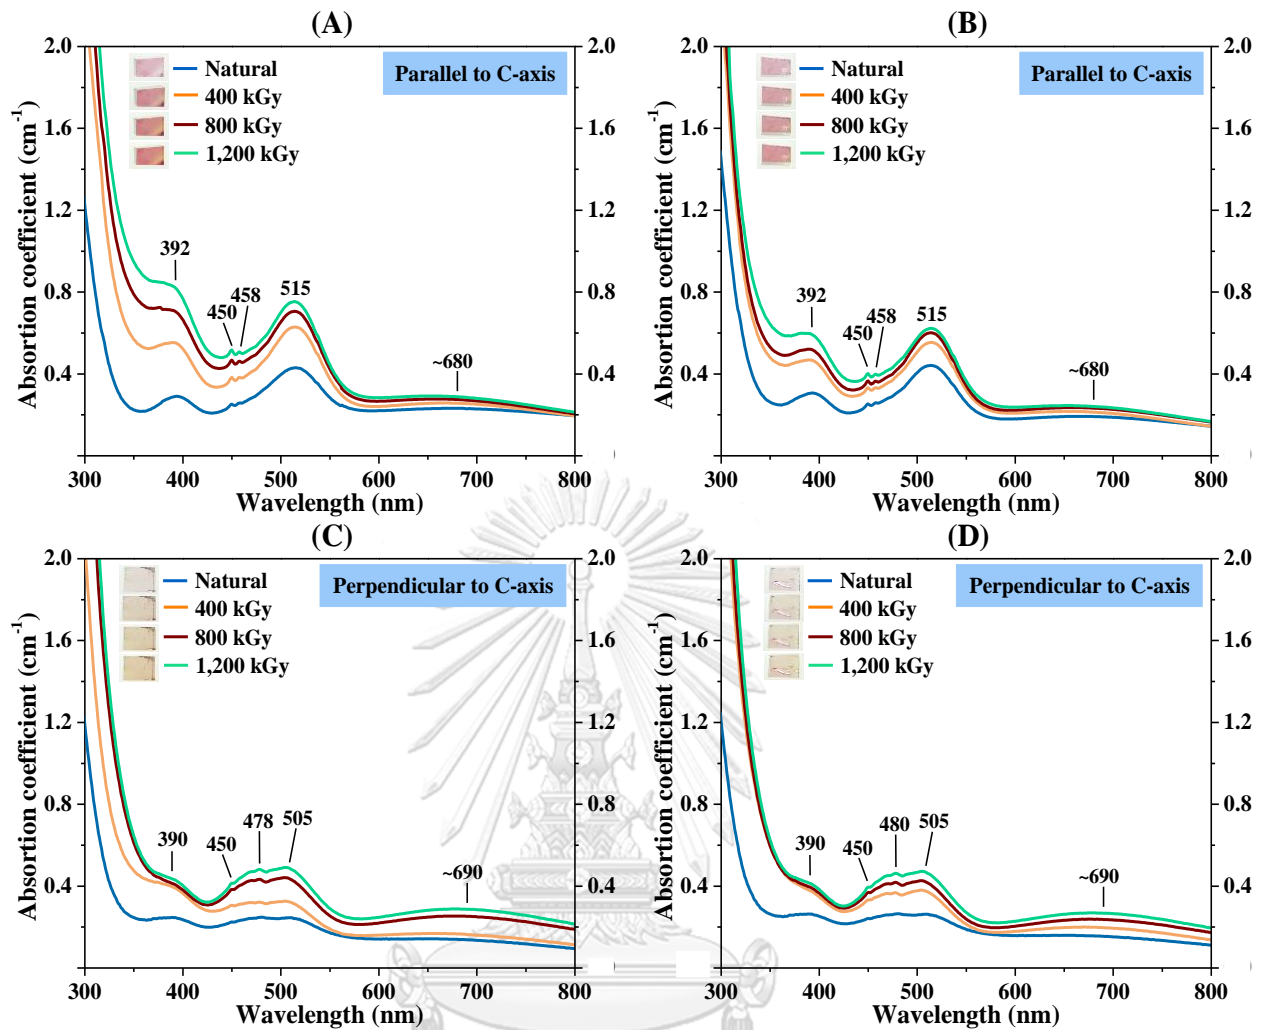 (A)
Absortion coefficient (cm-1)
2.0
1.6
1.2
0.8
0.4
2.0
1.6
1.2
0.8
0.4
Natural
400 kGy
800 kGy
1,200 kGy
Parallel to C-axis
392
450
458
515
~680
300 400 500 600 700 800
Wavelength (nm)
(B)
Absortion coefficient (cm-1)
2.0
1.6
1.2
0.8
0.4
2.0
1.6
1.2
0.8
0.4
Natural
400 kGy
800 kGy
1,200 kGy
Parallel to C-axis
392
450
458
515
~680
300 400 500 600 700 800
Wavelength (nm)
(C)
Absortion coefficient (cm-1)
2.0
1.6
1.2
0.8
0.4
2.0
1.6
1.2
0.8
0.4
Natural
400 kGy
800 kGy
1,200 kGy
Perpendicular to C-axis
390
450
478
505
~690
300 400 500 600 700 800
Wavelength (nm)
(D)
Absortion coefficient (cm-1)
2.0
1.6
1.2
0.8
0.4
2.0
1.6
1.2
0.8
0.4
Natural
400 kGy
800 kGy
1,200 kGy
Perpendicular to C-axis
390
450
480
505
~690
300 400 500 600 700 800
Wavelength (nm)